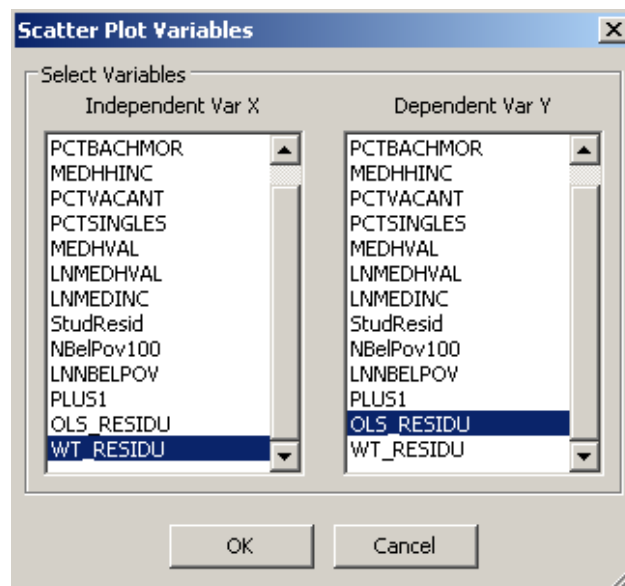 Scatter Plot Variables
Select Variables
Independent Var X
Dependent Var Y
PCTBACHMOR
MEDHHINC
PCTVACANT
PCTSINGLES
MEDHVAL
LNMEDHVAL
LNMEDINC
StudResid
NBelPov100
LNNBELPOV
PLUS1
OLS_RESIDU
WT_RESIDU
PCTBACHMOR
MEDHHINC
PCTVACANT
PCTSINGLES
MEDHVAL
LNMEDHVAL
LNMEDINC
StudResid
NBelPov100
LNNBELPOV
PLUS1
OLS_RESIDU
WT_RESIDU
OK
Cancel